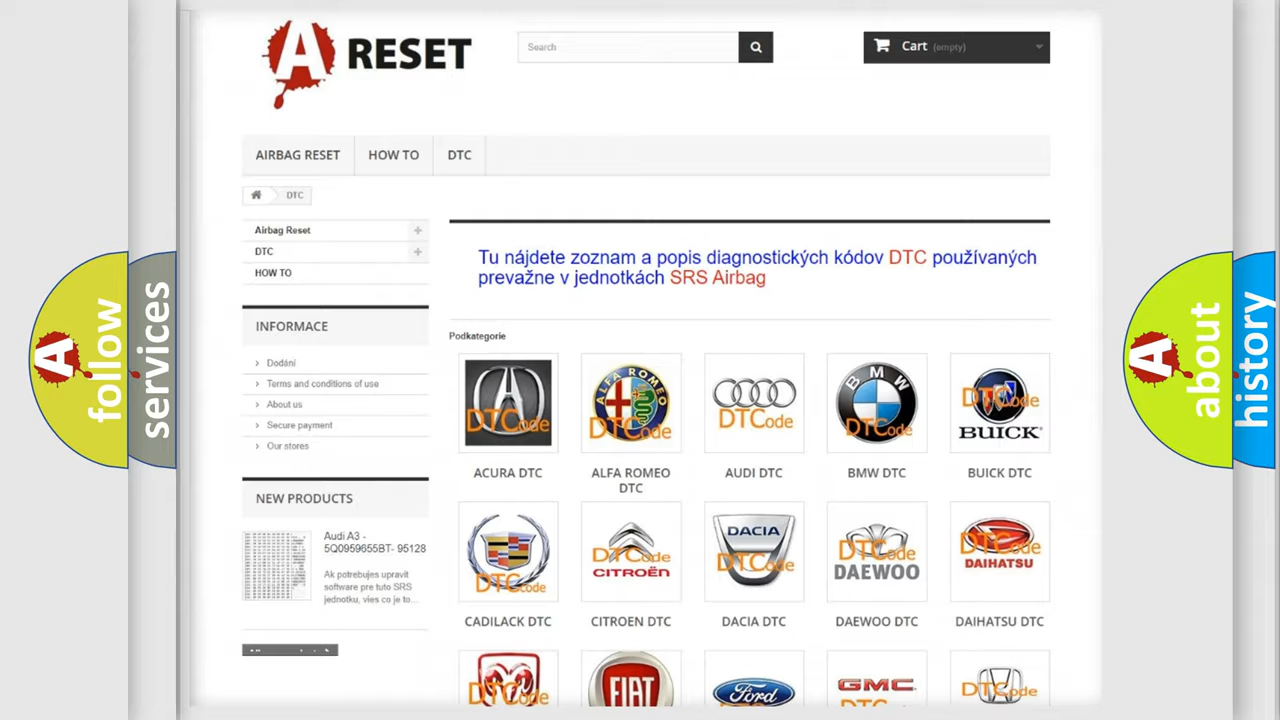 A RESET
Search
Cart (empty)
AIRBAG RESET
HOW TO
DTC
DTC
Airbag Reset
DTC
HOW TO
INFORMACE
Dodání
Terms and conditions of use
About us
Secure payment
Our stores
NEW PRODUCTS
Audi A3 -
5Q0959655BT- 95128
Ak potrebujes upravit
software pre tuto SRS
jednotku, vies co je to...
Tu nájdete zoznam a popis diagnostických kódov DTC používaných
prevažne v jednotkách SRS Airbag
Podkategorie
DTCode
ALFA ROMEO
DTCode
DTCode
BMW
DTCode
DTCode
BUICK
ACURA DTC
ALFA ROMEO
DTC
AUDI DTC
BMW DTC
BUICK DTC
DTCode
DTCode
CITROËN
DACIA
DTCode
DTCode
DAEWOO
DTCode
DAIHATSU
CADILACK DTC
CITROEN DTC
DACIA DTC
DAEWOO DTC
DAIHATSU DTC
DTCode
FIAT
Ford
GMC
DTCode
A follow
services
A about
history